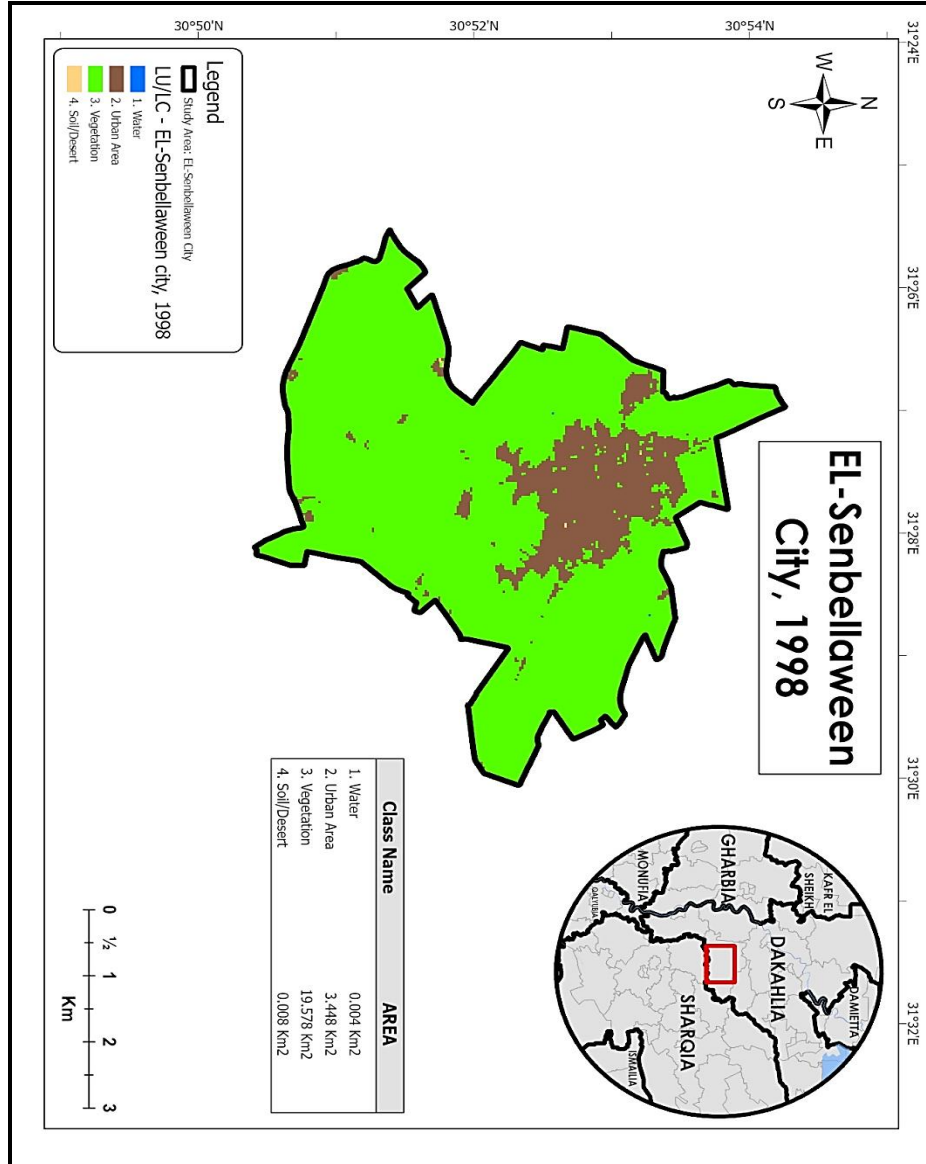 EL-Senbellaween
City, 1998
31°24'E
31°26'E
31°28'E
31°30'E
31°32'E
30°54'N
30°52'N
30°50'N
N
W
E
S
KAFR EL
SHEIKH
DAMIETTA
GHARBIA
DAKAHLIA
MONUFIA
QALYUBIA
SHARQIA
ISMAILIA
Legend
Study Area: EL-Senbellaween City
LU/LC - EL-Senbellaween city, 1998
1. Water
2. Urban Area
3. Vegetation
4. Soil/Desert
Class Name AREA
1. Water 0.004 Km2
2. Urban Area 3.448 Km2
3. Vegetation 19.578 Km2
4. Soil/Desert 0.008 Km2
0 ½ 1 2 3
Km